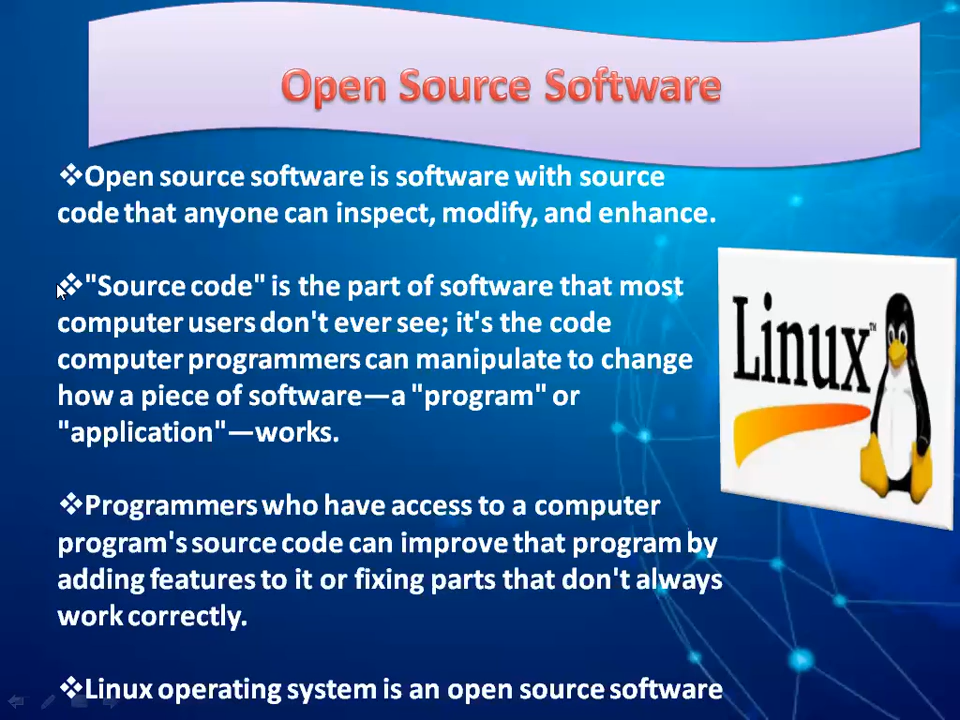 Open Source Software
❖Open source software is software with source
code that anyone can inspect, modify, and enhance.
❖"Source code" is the part of software that most
computer users don't ever see; it's the code
computer programmers can manipulate to change
how a piece of software—a "program" or
"application"—works.
Linux™
❖Programmers who have access to a computer
program's source code can improve that program by
adding features to it or fixing parts that don't always
work correctly.
❖Linux operating system is an open source software